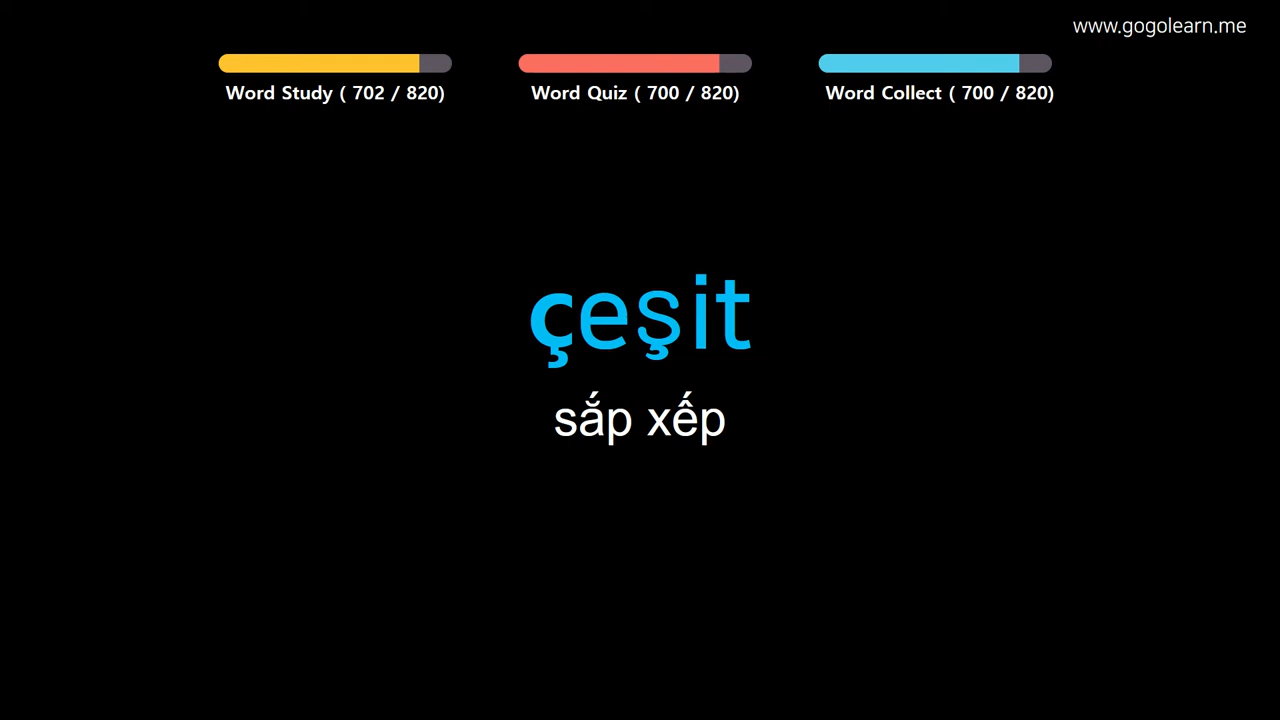 www.gogolearn.me
Word Study ( 702 / 820)
Word Quiz ( 700 / 820)
Word Collect ( 700 / 820)
çeşit
sắp xếp